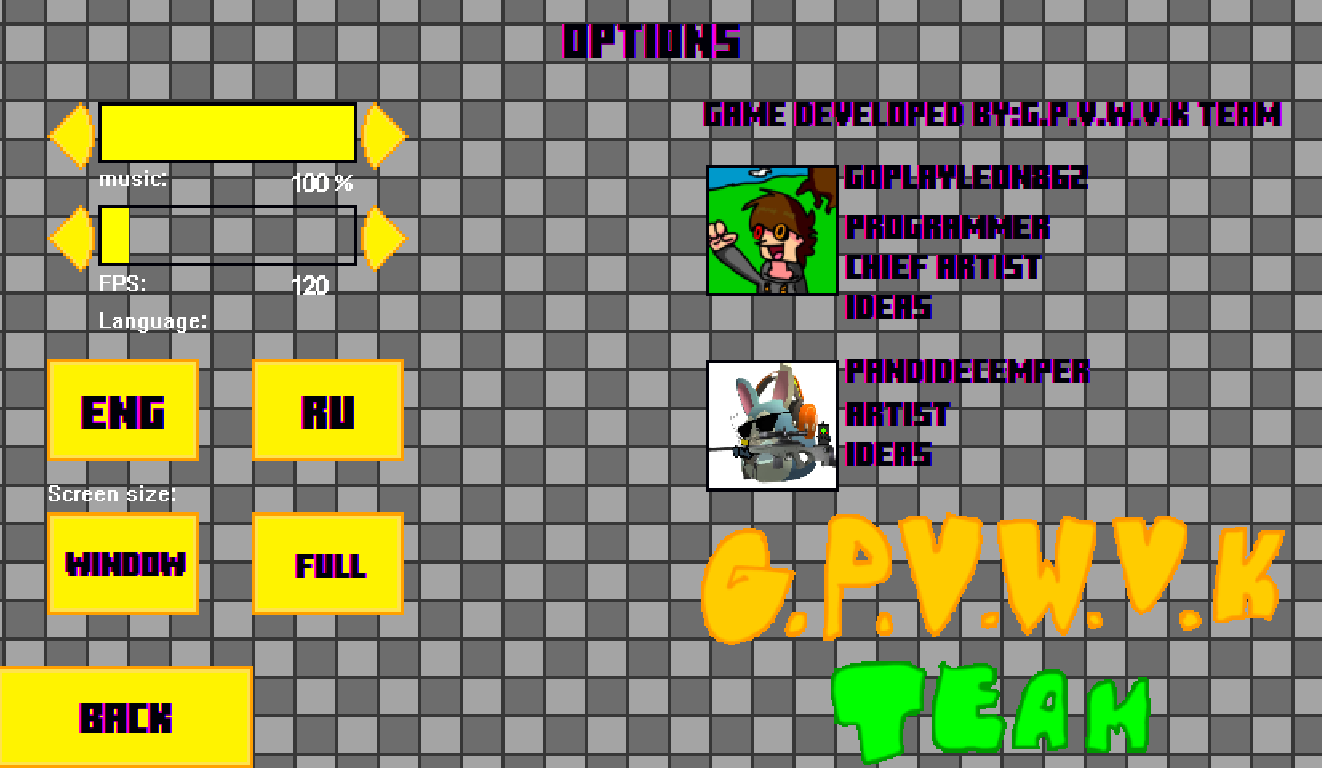 OPTIONS
music:
100 %
FPS:
120
Language:
ENG
RU
Screen size:
WINDOW
FULL
BACK
GAME DEVELOPED BY:G.P.V.W.V.K TEAM
GOPLAYLEON862
PROGRAMMER
CHIEF ARTIST
IDEAS
PANDIDECEMPER
ARTIST
IDEAS
G.P.V.W.V.K
TEAM